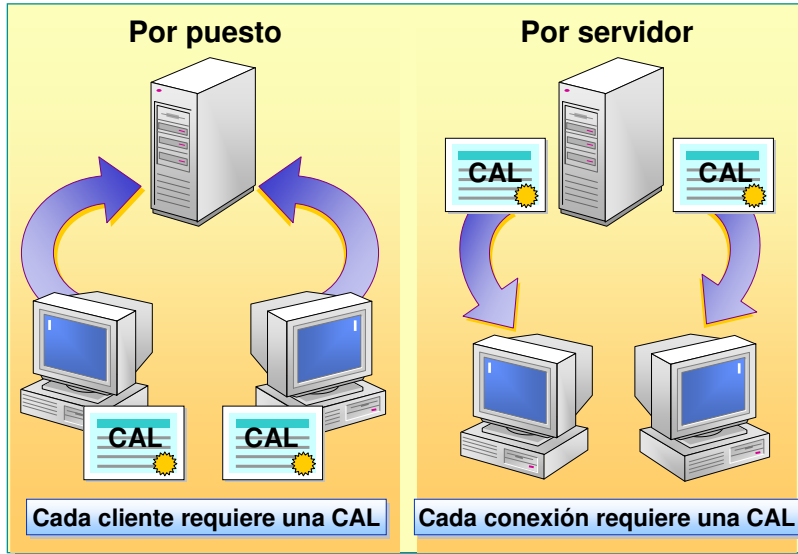 Por puesto
Por servidor
CAL
CAL
CAL
CAL
Cada cliente requiere una CAL
Cada conexión requiere una CAL